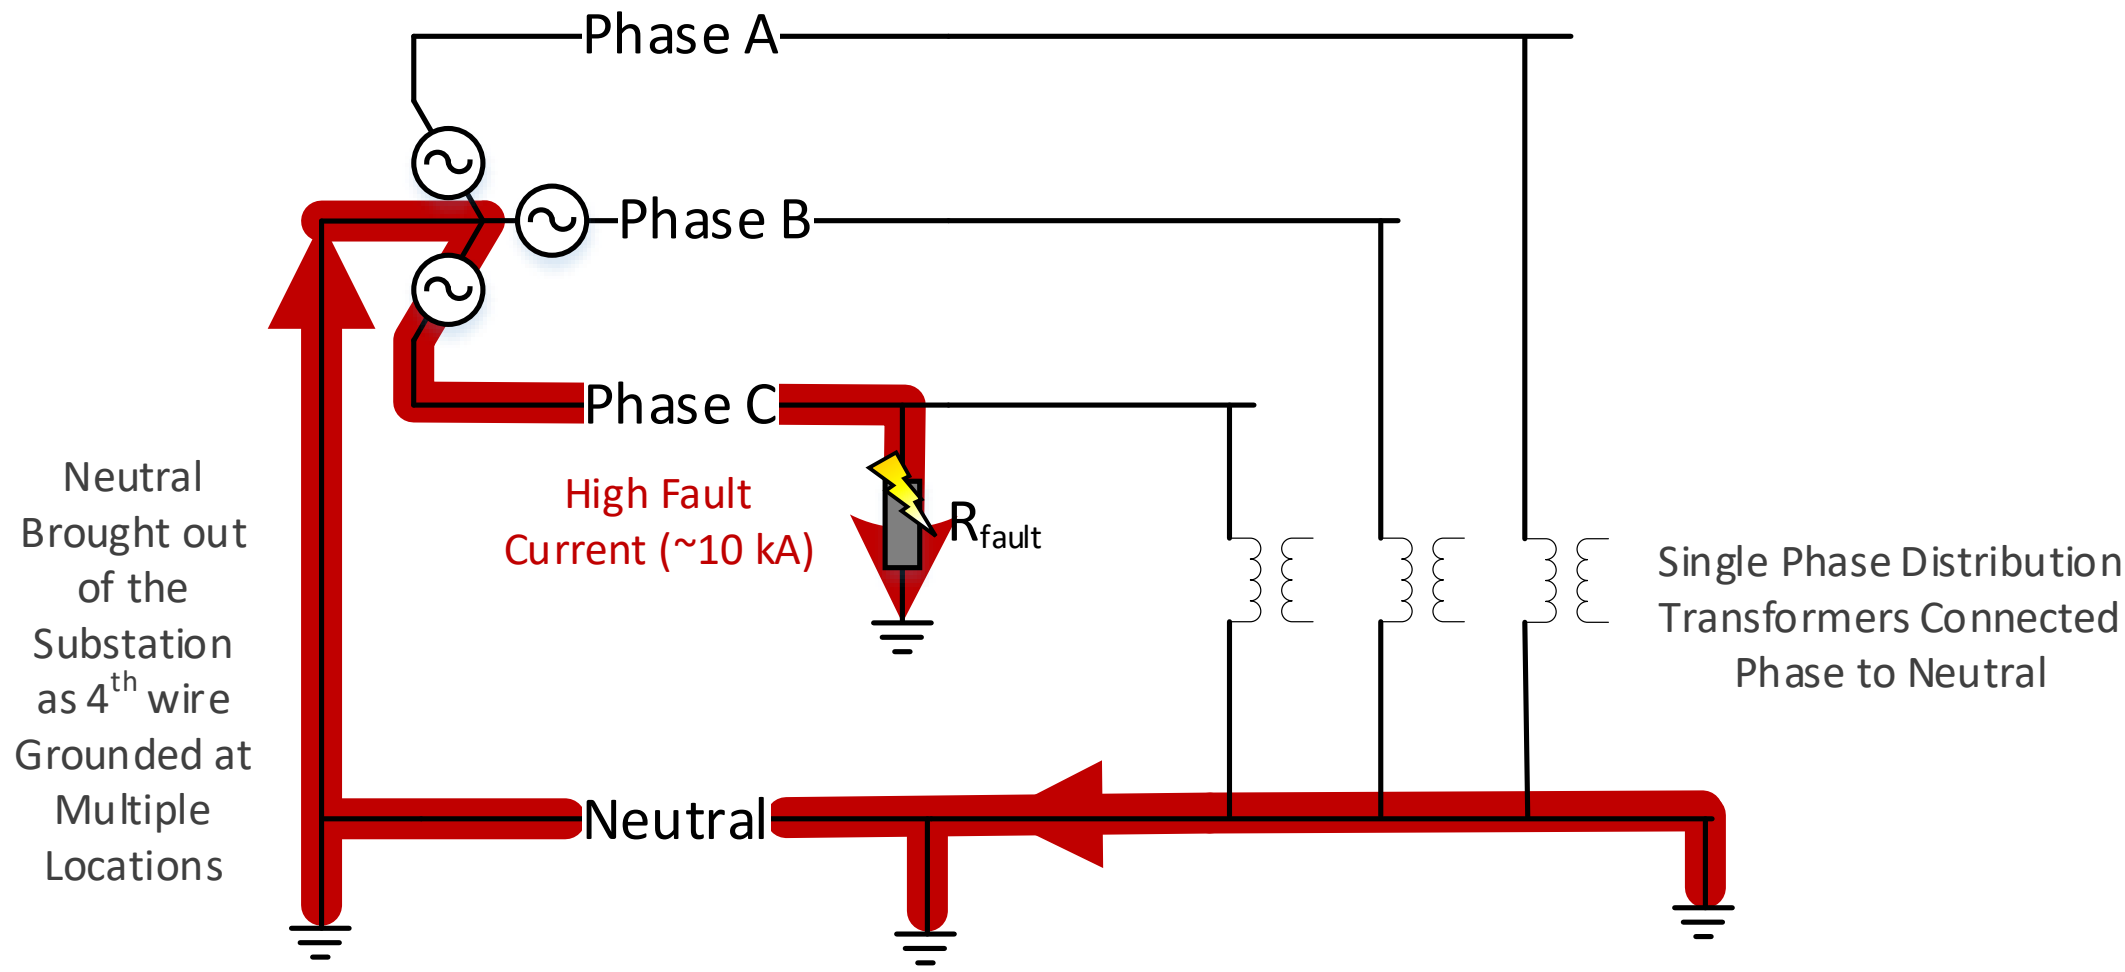 Phase A
Phase B
Phase C
High Fault
Current (~10 kA)
Rfault
Neutral
Brought out
of the
Substation
as 4th wire
Grounded at
Multiple
Locations
Single Phase Distribution
Transformers Connected
Phase to Neutral
Neutral